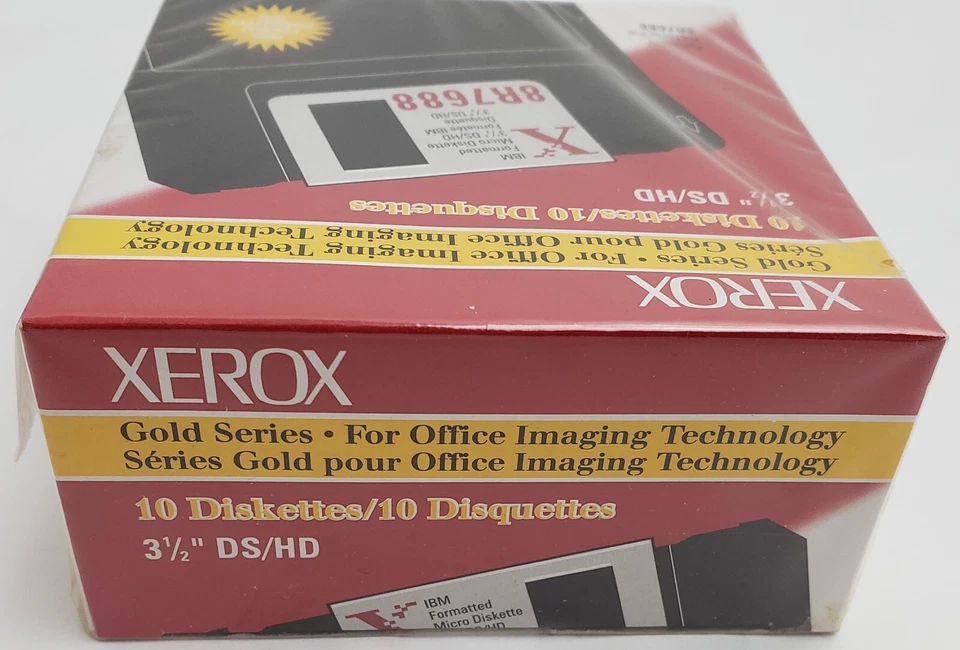 8R7688
3½" DS/HD
Disquette
Formatée IBM
3½" DS/HD
Micro Diskette
Formatted
IBM
3½" DS/HD
10 Diskettes/10 Disquettes
Séries Gold pour Office Imaging Technology
Gold Series • For Office Imaging Technology
XEROX
XEROX
Gold Series • For Office Imaging Technology
Séries Gold pour Office Imaging Technology
10 Diskettes/10 Disquettes
3½" DS/HD
IBM
Formatted
Micro Diskette
DS/HD